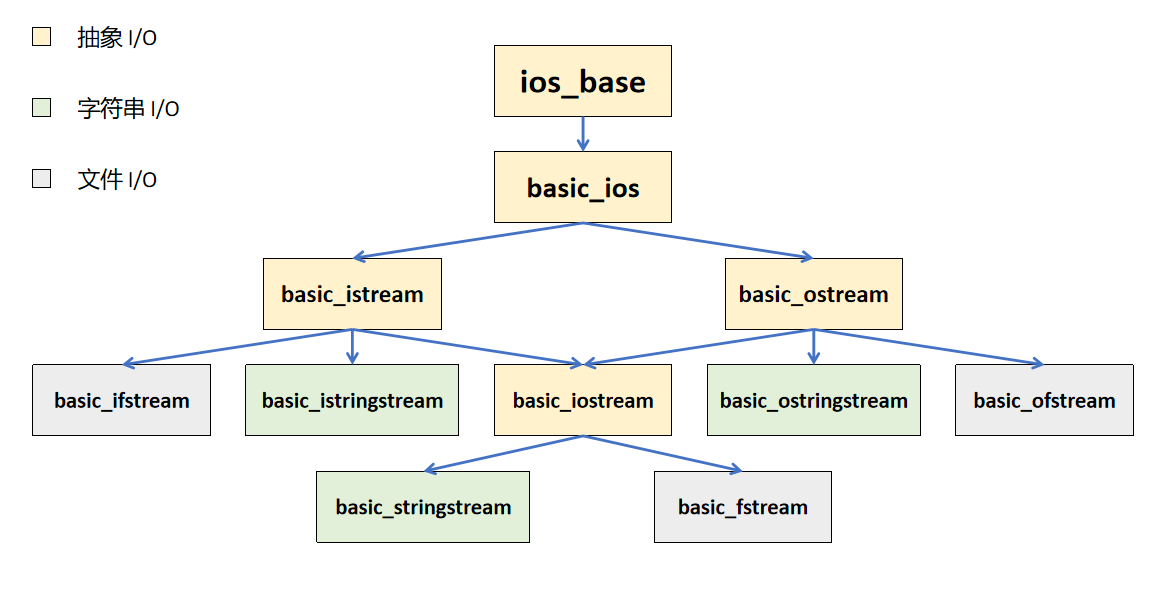 抽象 I/O
字符串 I/O
文件 I/O
ios_base
basic_ios
basic_istream
basic_ostream
basic_ifstream
basic_istringstream
basic_iostream
basic_ostringstream
basic_ofstream
basic_stringstream
basic_fstream